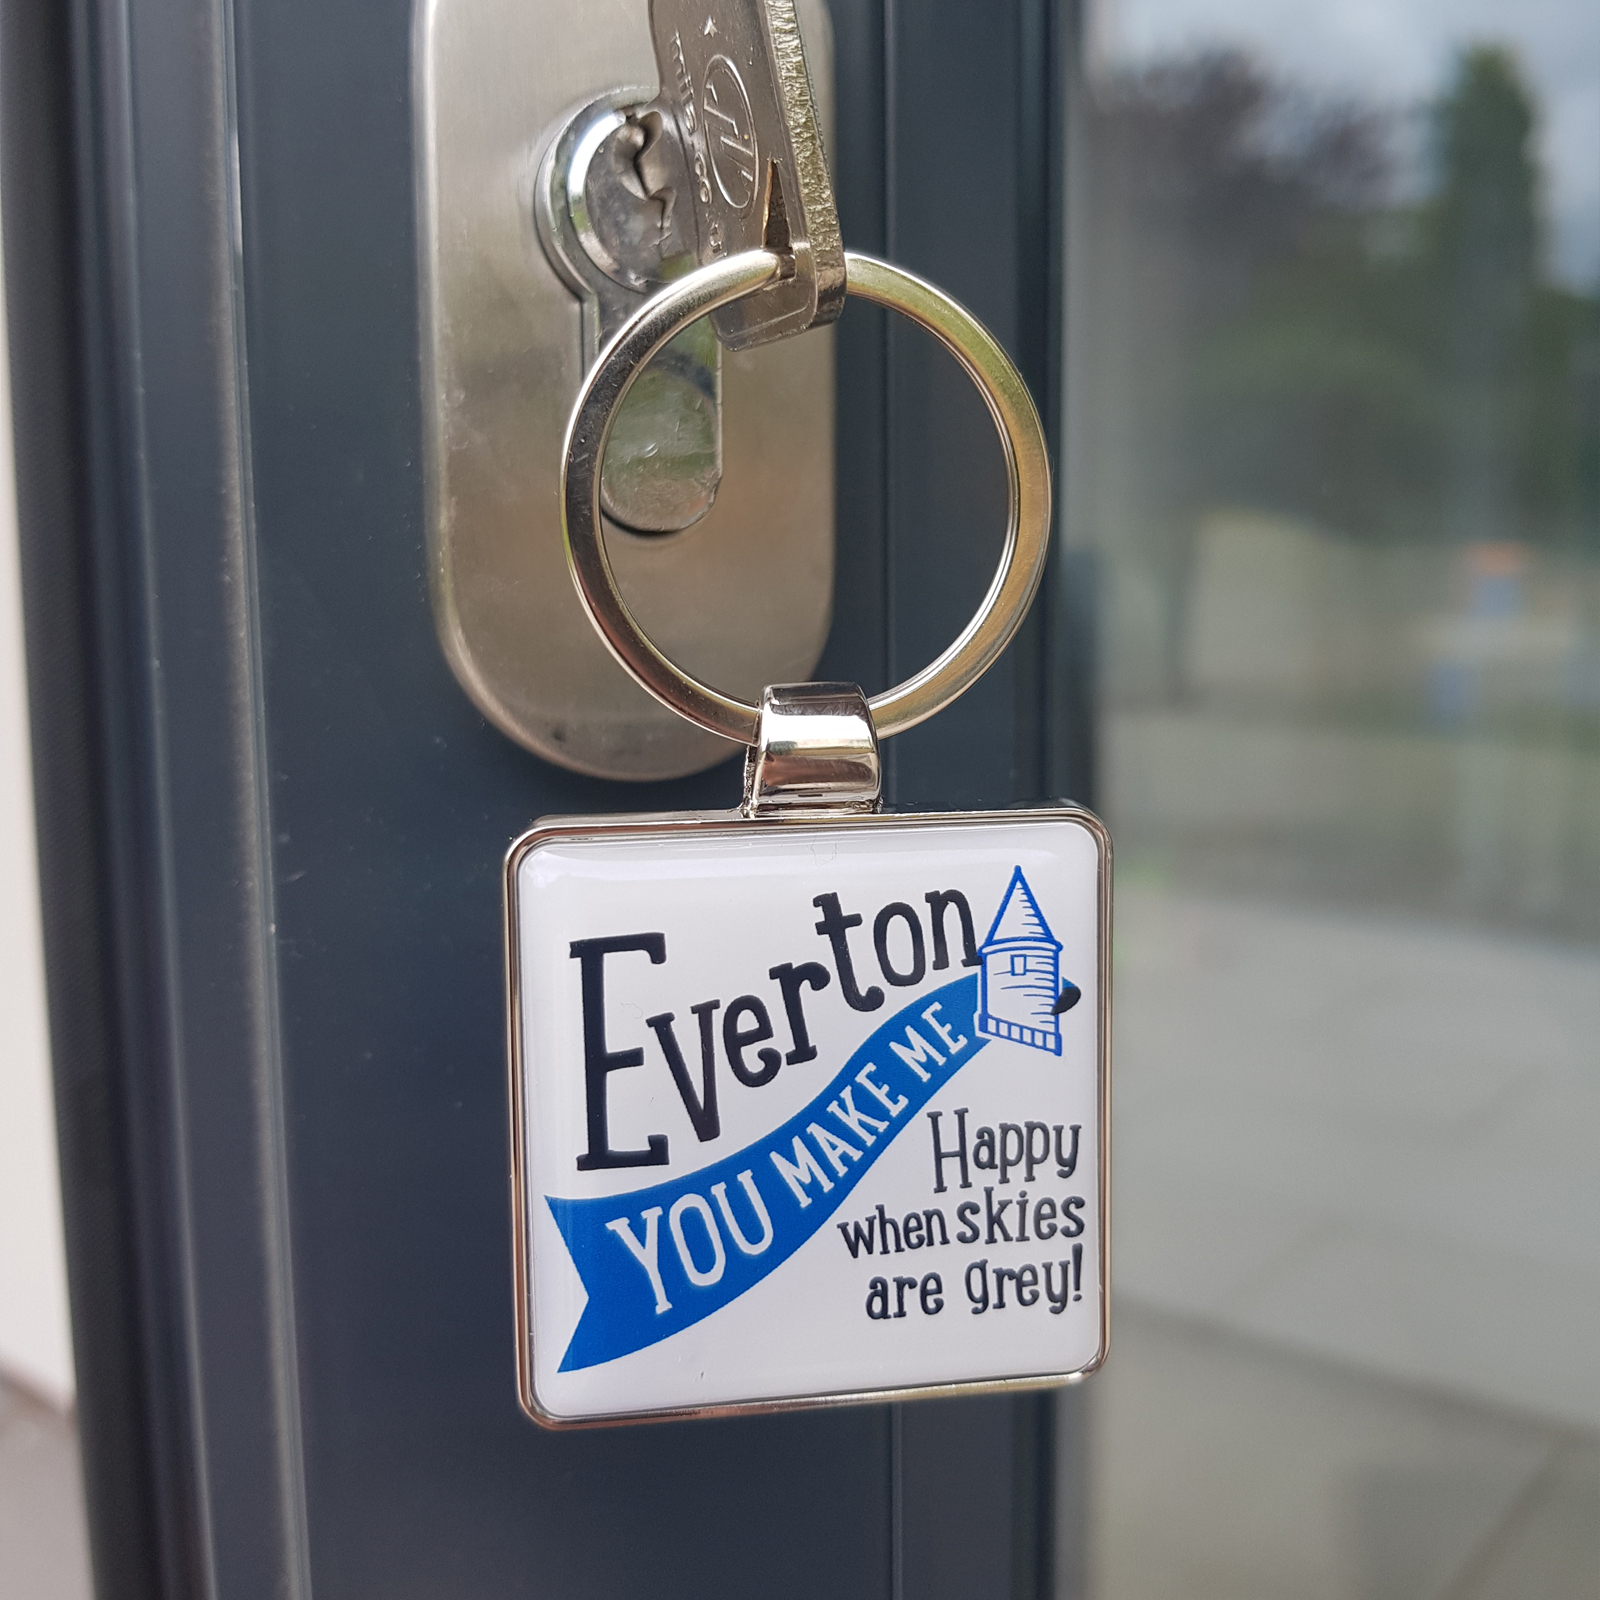 Everton
YOU MAKE ME
Happy
when skies
are grey!